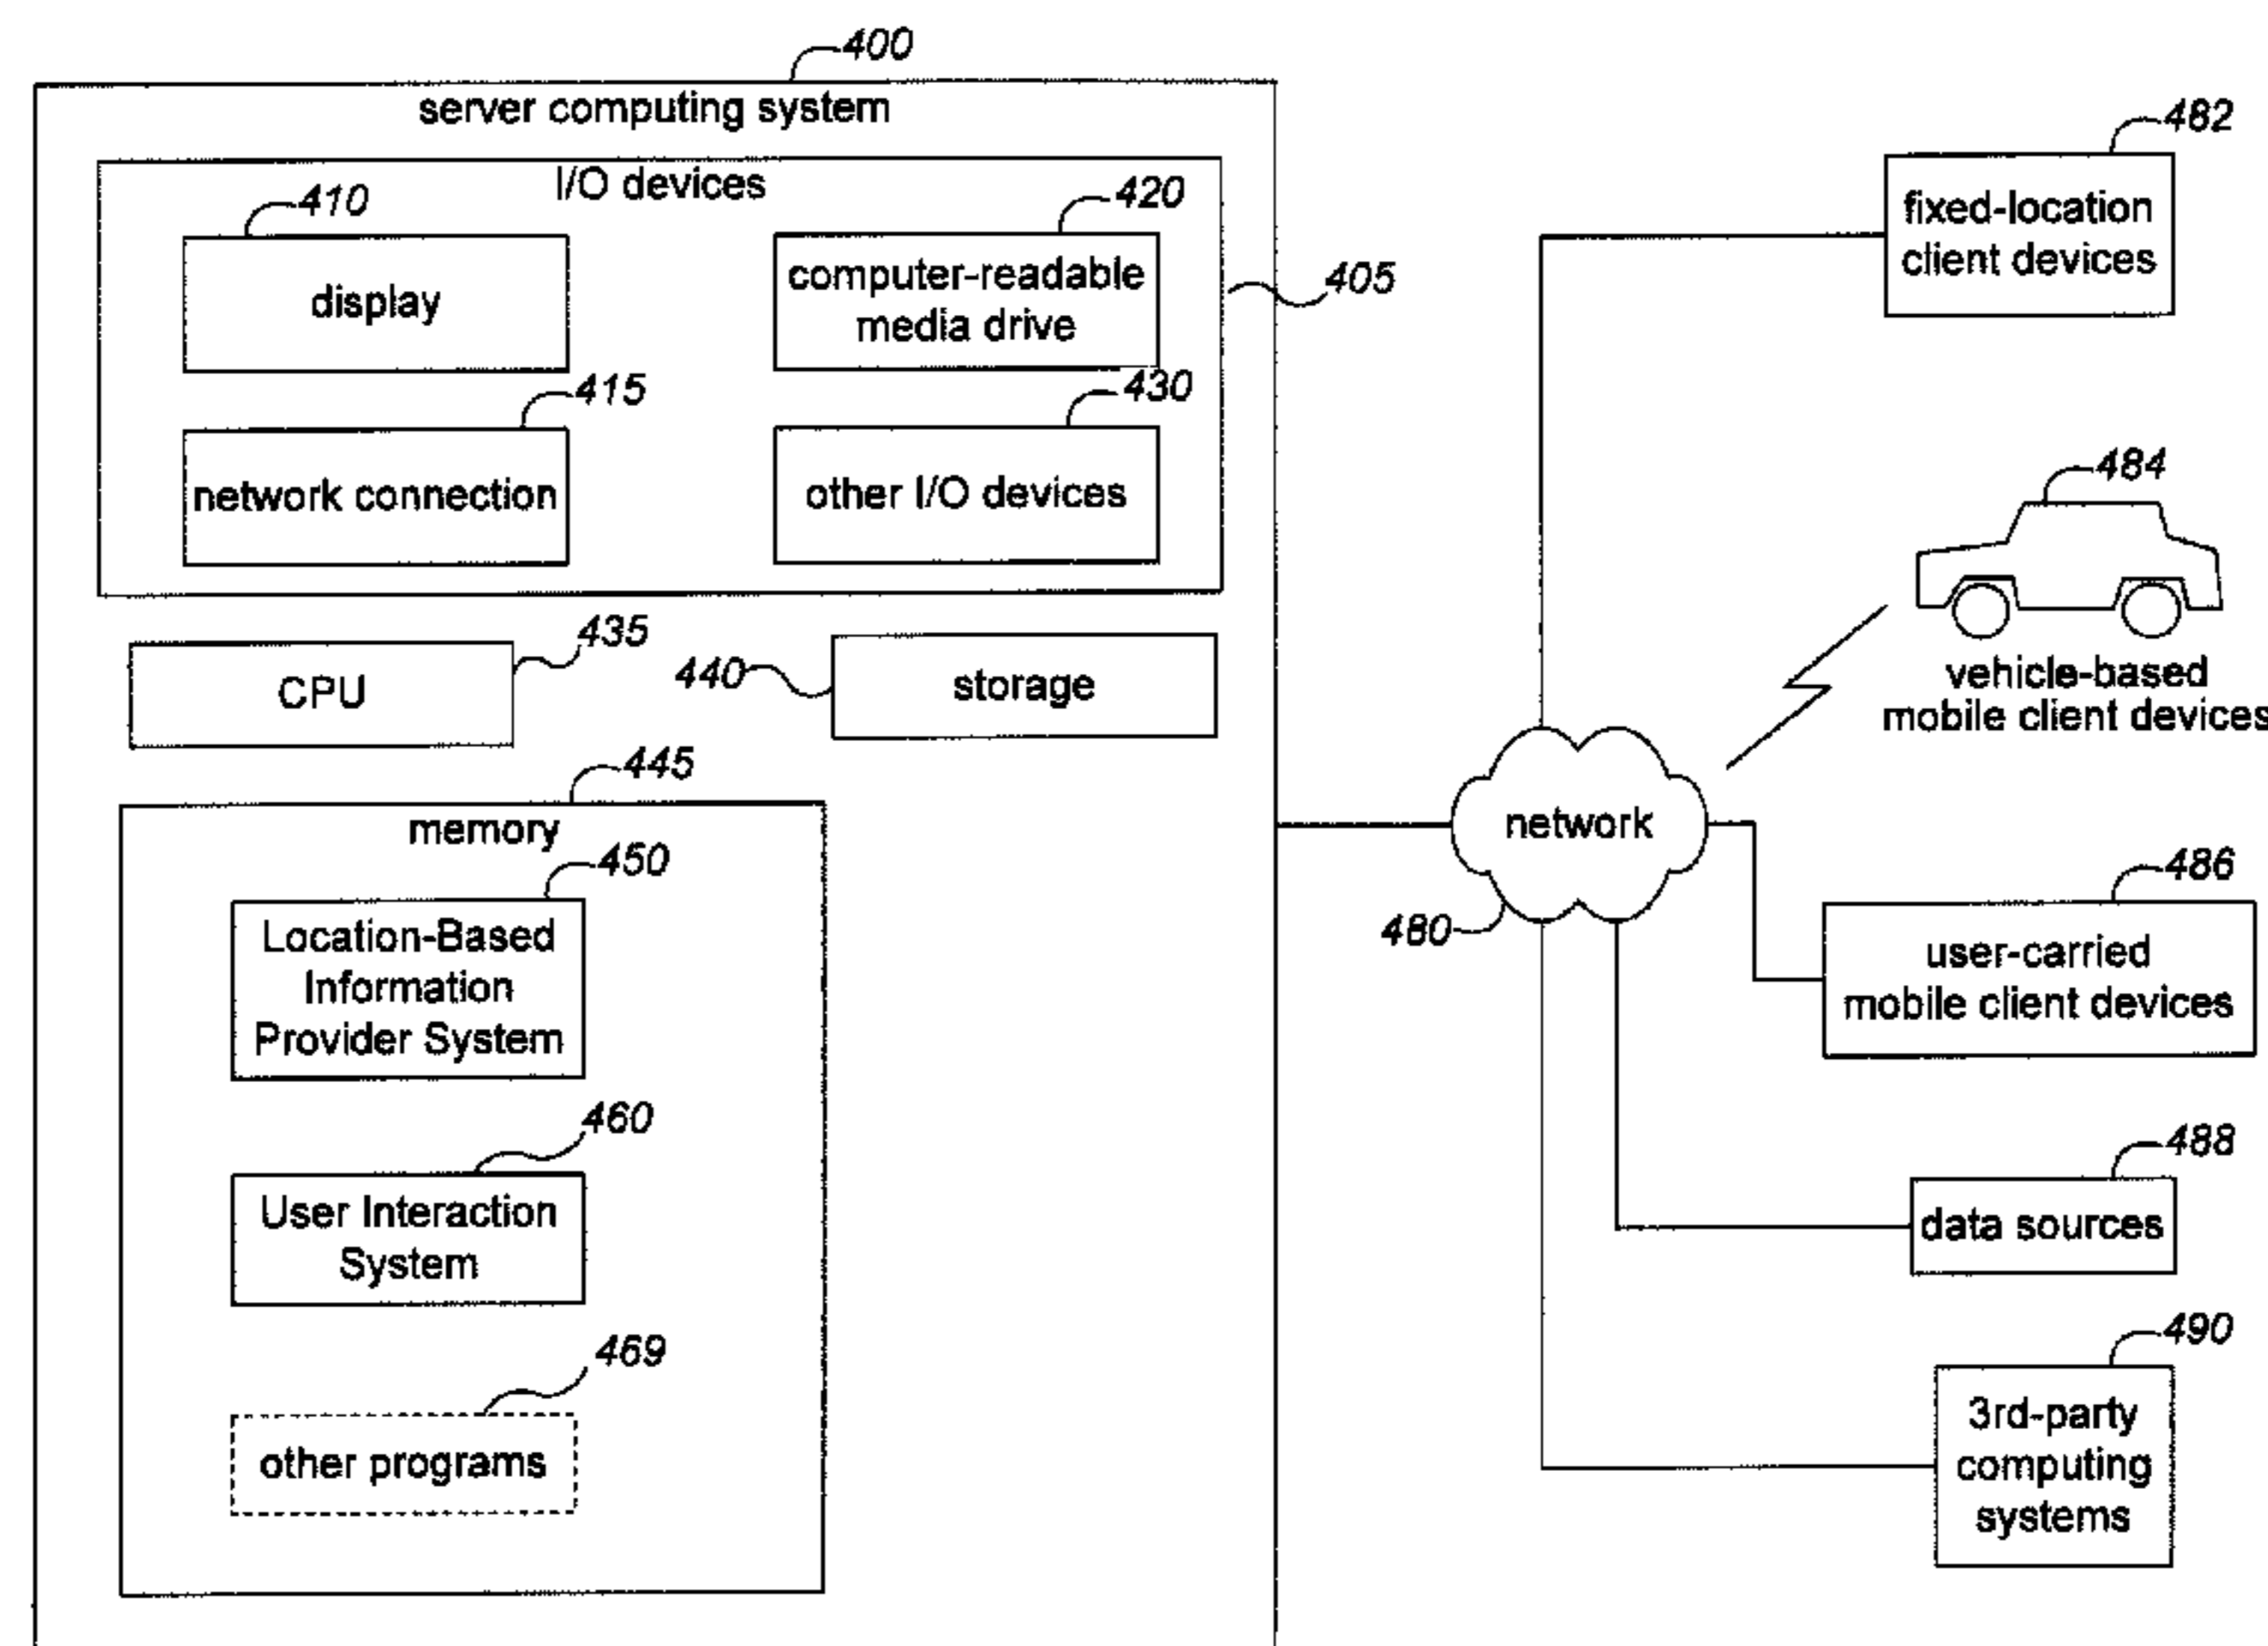 400
server computing system
I/O devices
410
display
420
computer-readable
media drive
405
415
network connection
430
other I/O devices
435
CPU
440
storage
445
memory
450
Location-Based
Information
Provider System
460
User Interaction
System
469
other programs
network
480
482
fixed-location
client devices
484
vehicle-based
mobile client devices
486
user-carried
mobile client devices
488
data sources
490
3rd-party
computing
systems